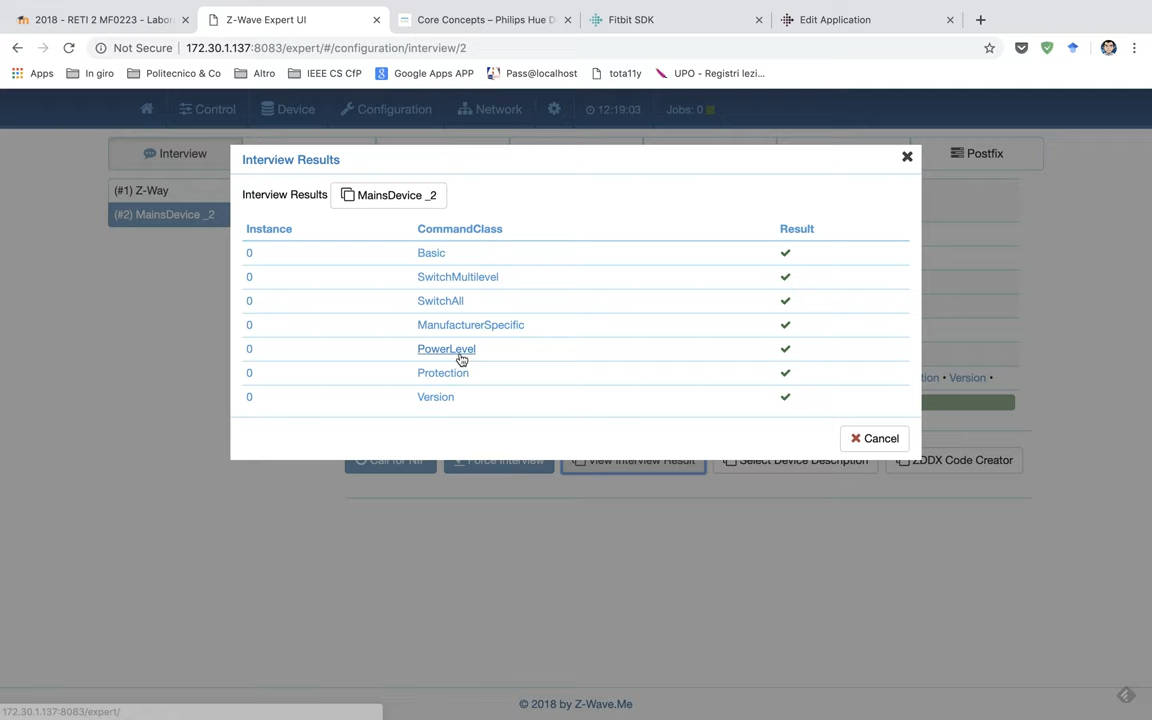 2018 - RETI 2 MF0223 - Labor
Z-Wave Expert UI
Core Concepts – Philips Hue D
Fitbit SDK
Edit Application
Not Secure
172.30.1.137:8083/expert/#/configuration/interview/2
Apps
In giro
Politecnico & Co
Altro
IEEE CS CfP
Google Apps APP
Pass@localhost
tota11y
UPO - Registri lezi...
Control
Device
Configuration
Network
12:19:03
Jobs: 0
Interview
Postfix
Interview Results
(#1) Z-Way
(#2) MainsDevice _2
Interview Results
MainsDevice _2
Instance CommandClass Result
0 Basic
0 SwitchMultilevel
0 SwitchAll
0 ManufacturerSpecific
0 PowerLevel
0 Protection
0 Version
tion • Version •
Cancel
Call for NIF
Force Interview
View Interview Result
Select Device Description
ZDDX Code Creator
© 2018 by Z-Wave.Me
172.30.1.137:8083/expert/